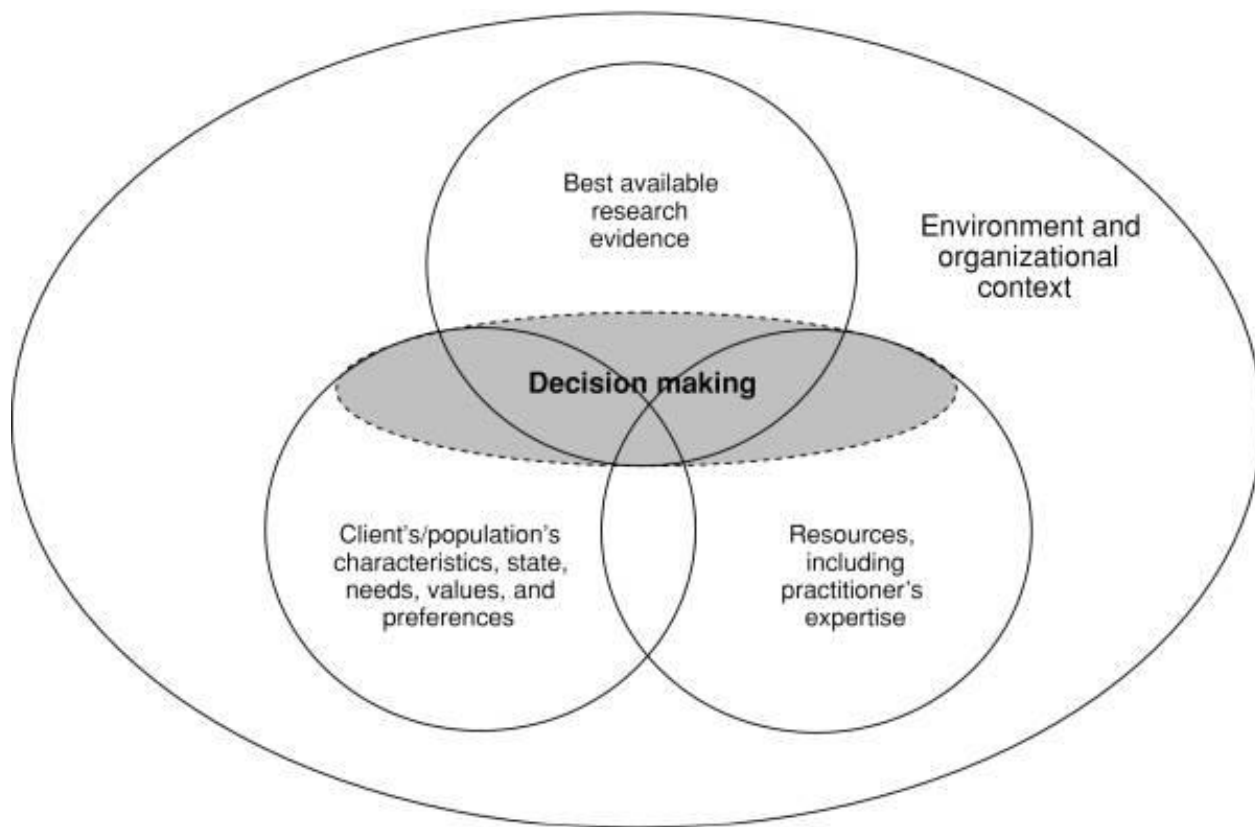 Best available
research
evidence
Environment and
organizational
context
Decision making
Client's/population's
characteristics, state,
needs, values, and
preferences
Resources,
including
practitioner's
expertise